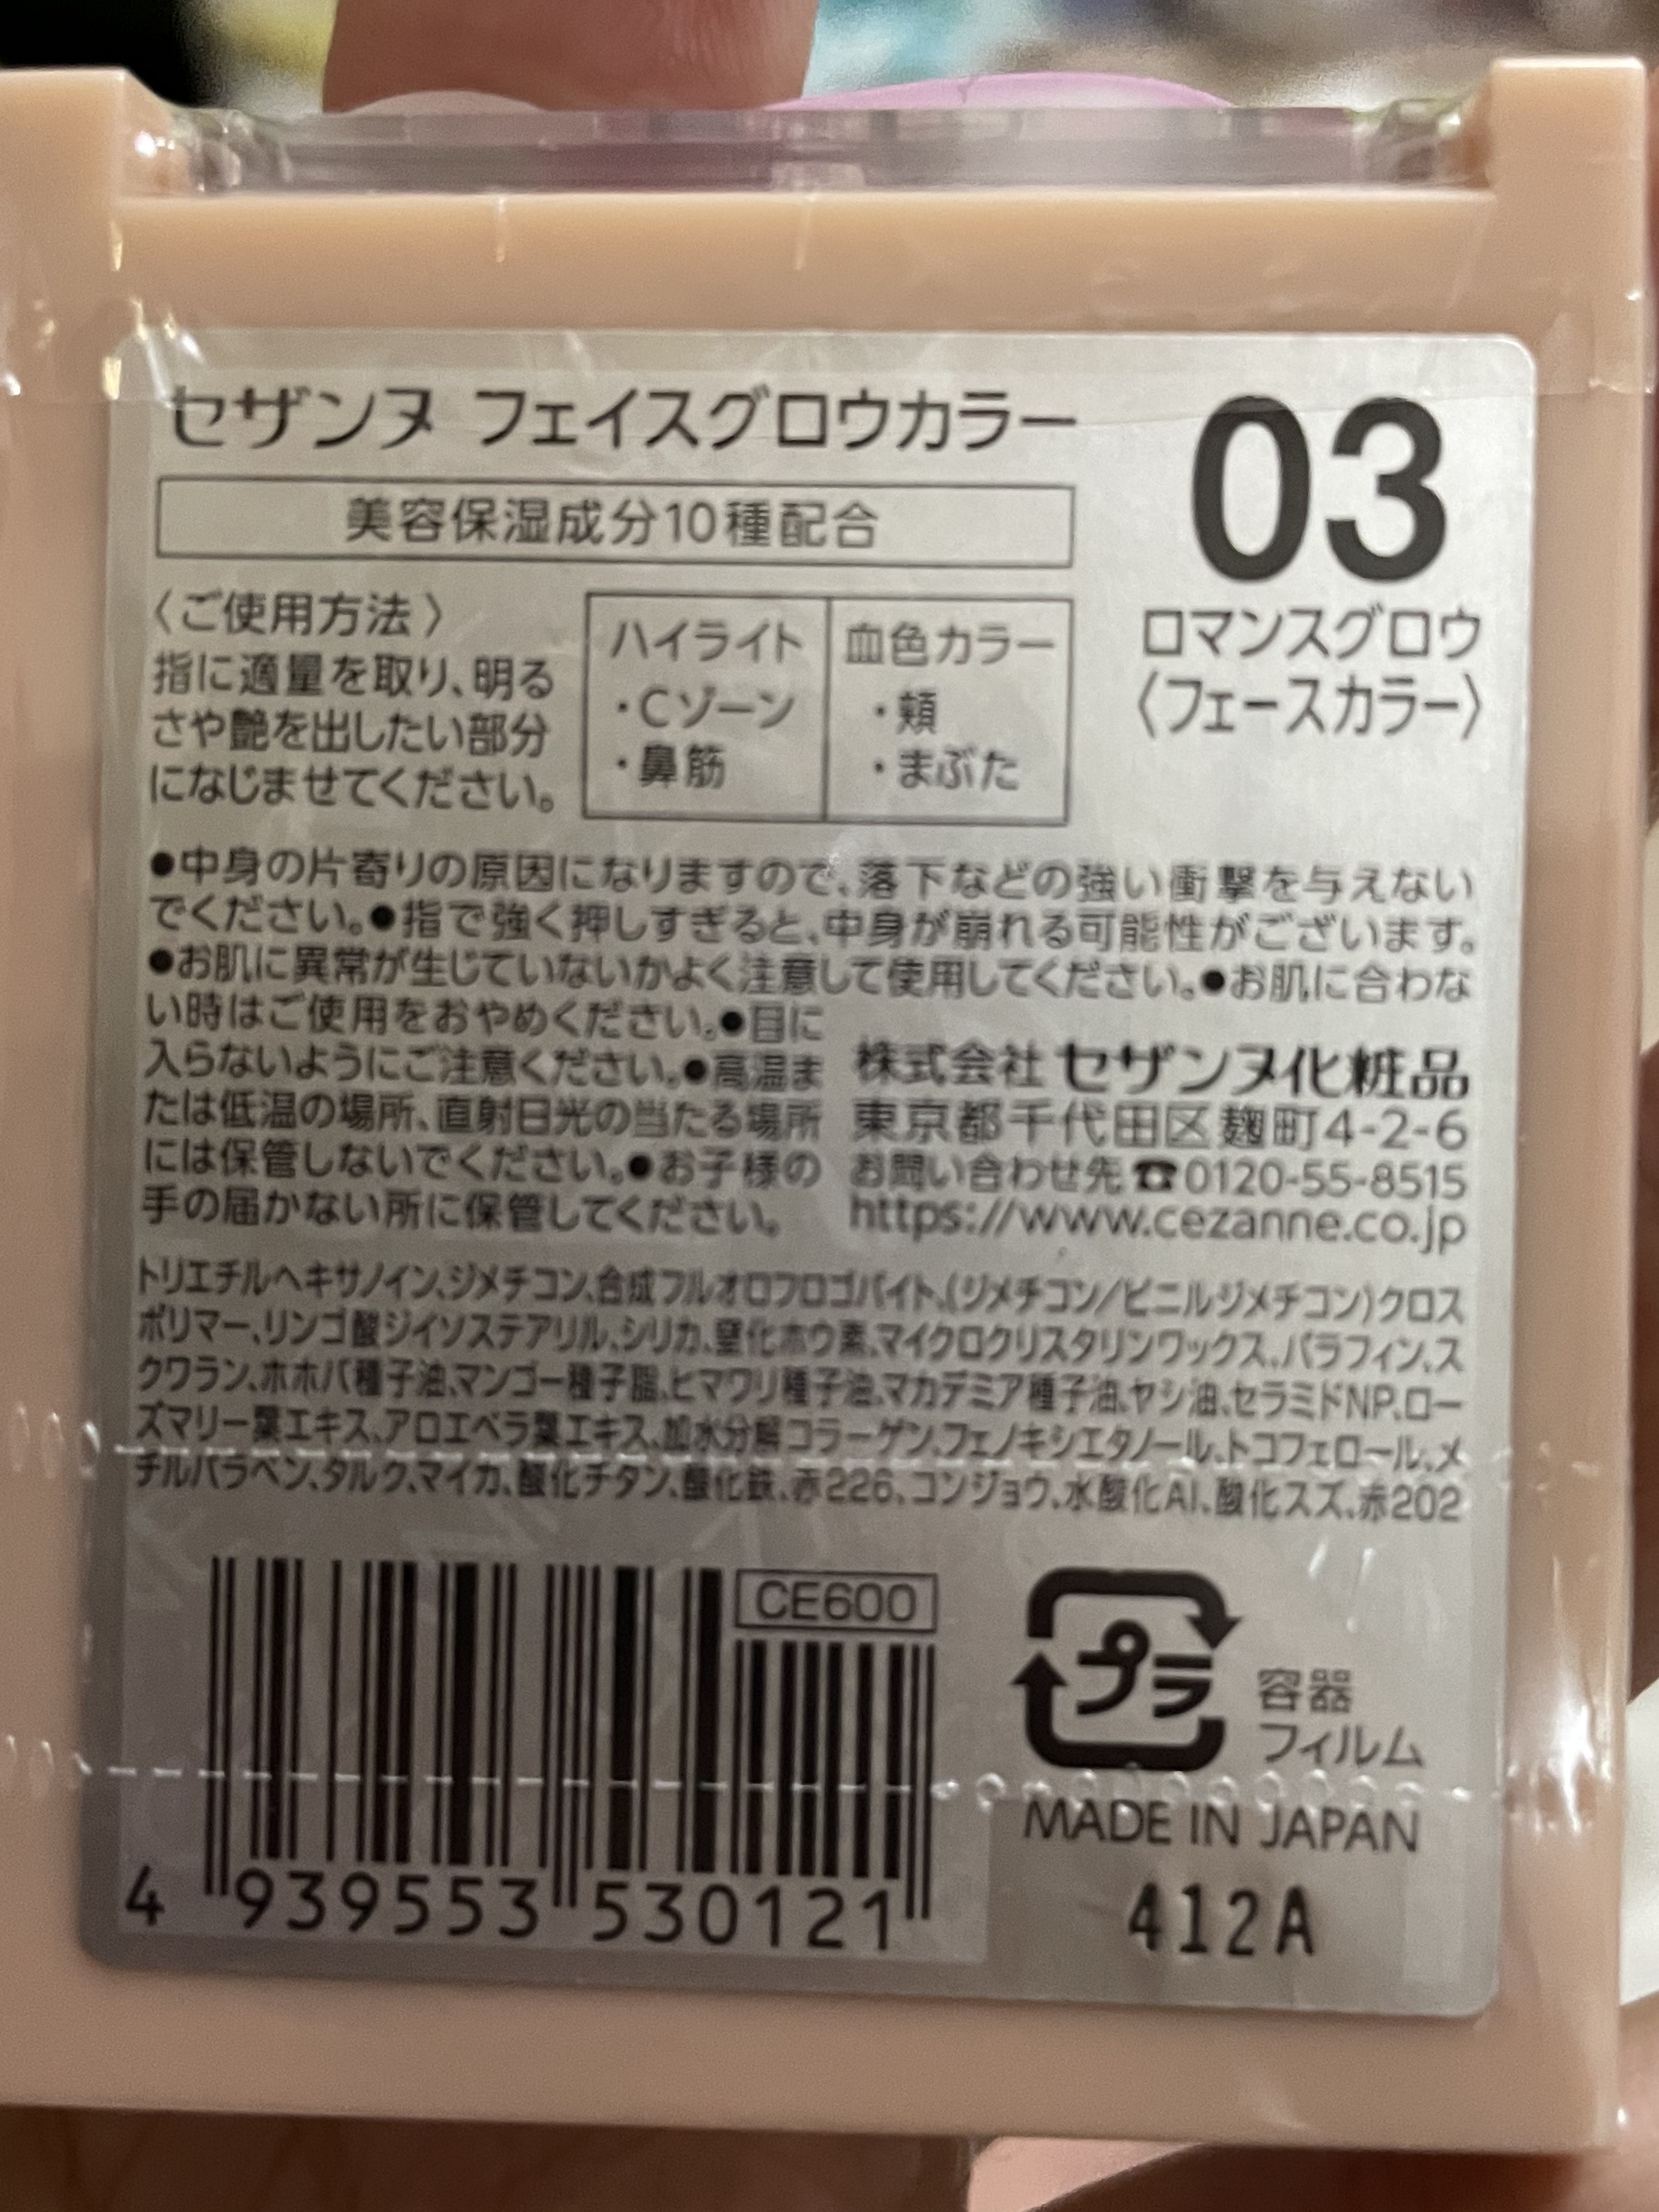 セザンヌ フェイスグロウカラー
03
美容保湿成分10種配合
ロマンスグロウ
〈フェースカラー〉
〈ご使用方法〉
指に適量を取り、明る
さや艶を出したい部分
になじませてください。
ハイライト
・Cゾーン
・鼻筋
血色カラー
・頬
・まぶた
●中身の片寄りの原因になりますので、落下などの強い衝撃を与えない
でください。●指で強く押しすぎると、中身が崩れる可能性がございます。
●お肌に異常が生じていないかよく注意して使用してください。●お肌に合わな
い時はご使用をおやめください。●目に
入らないようにご注意ください。●高温ま
たは低温の場所、直射日光の当たる場所
には保管しないでください。●お子様の
手の届かない所に保管してください。
株式会社 セザンヌ化粧品
東京都千代田区麹町4-2-6
お問い合わせ先☎0120-55-8515
https://www.cezanne.co.jp
トリエチルヘキサノイン、ジメチコン、合成フルオロフロゴパイト、(ジメチコン/ビニルジメチコン)クロス
ポリマー、リンゴ酸ジイソステアリル、シリカ、窒化ホウ素、マイクロクリスタリンワックス、パラフィン、ス
クワラン、ホホバ種子油、マンゴー種子脂、ヒマワリ種子油、マカデミア種子油、ヤシ油、セラミドNP、ロー
ズマリー葉エキス、アロエベラ葉エキス、加水分解コラーゲン、フェノキシエタノール、トコフェロール、メ
チルパラベン、タルク、マイカ、酸化チタン、酸化鉄、赤226、コンジョウ、水酸化Al、酸化スズ、赤202
CE600
4 939553 530121
プラ
容器
フィルム
MADE IN JAPAN
412A